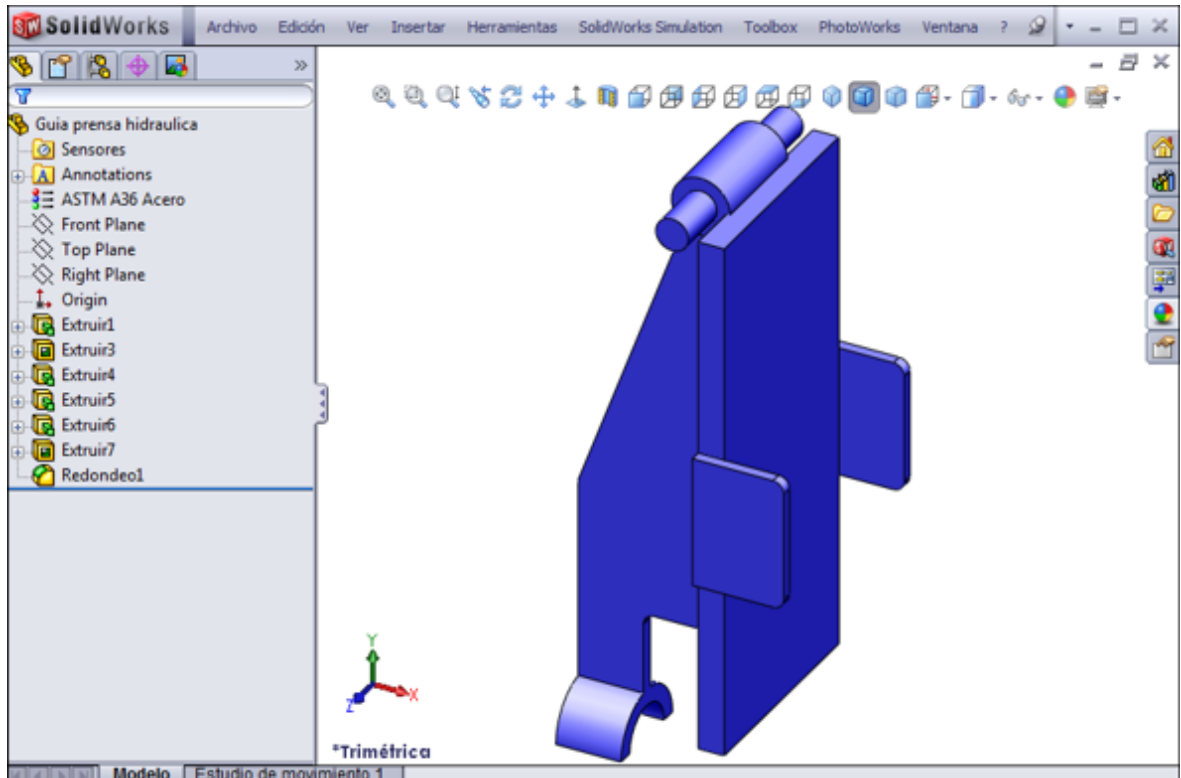 SolidWorks Archivo Edición Ver Insertar Herramientas SolidWorks Simulation Toolbox PhotoWorks Ventana ?
Guia prensa hidraulica
Sensores
Annotations
ASTM A36 Acero
Front Plane
Top Plane
Right Plane
Origin
Extruir1
Extruir3
Extruir4
Extruir5
Extruir6
Extruir7
Redondeo1
Y
X
Z
*Trimétrica
Modelo Estudio de movimiento 1